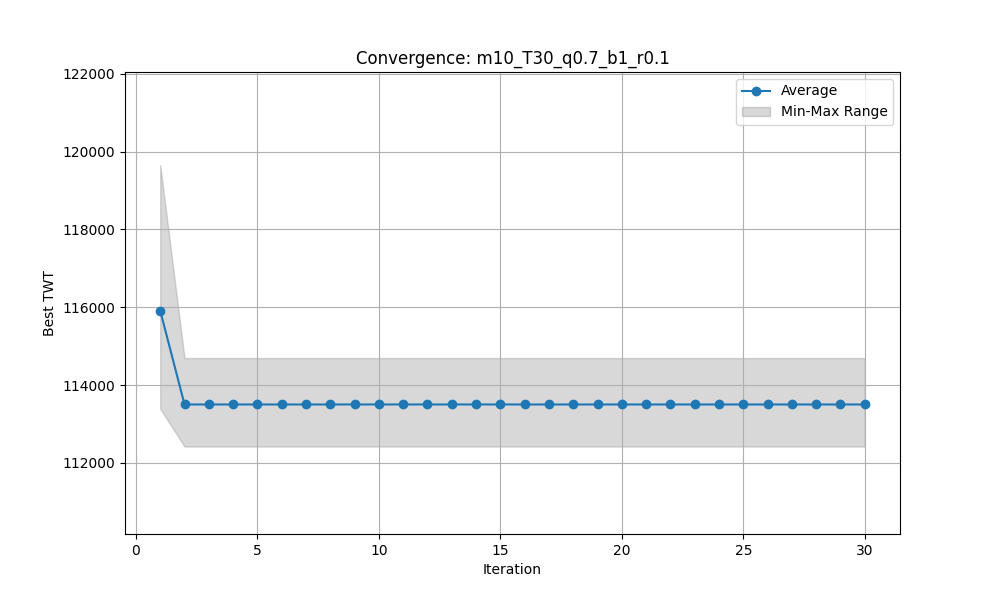 Convergence: m10_T30_q0.7_b1_r0.1
122000
120000
118000
116000
114000
112000
Best TWT
Average
Min-Max Range
0 5 10 15 20 25 30
Iteration